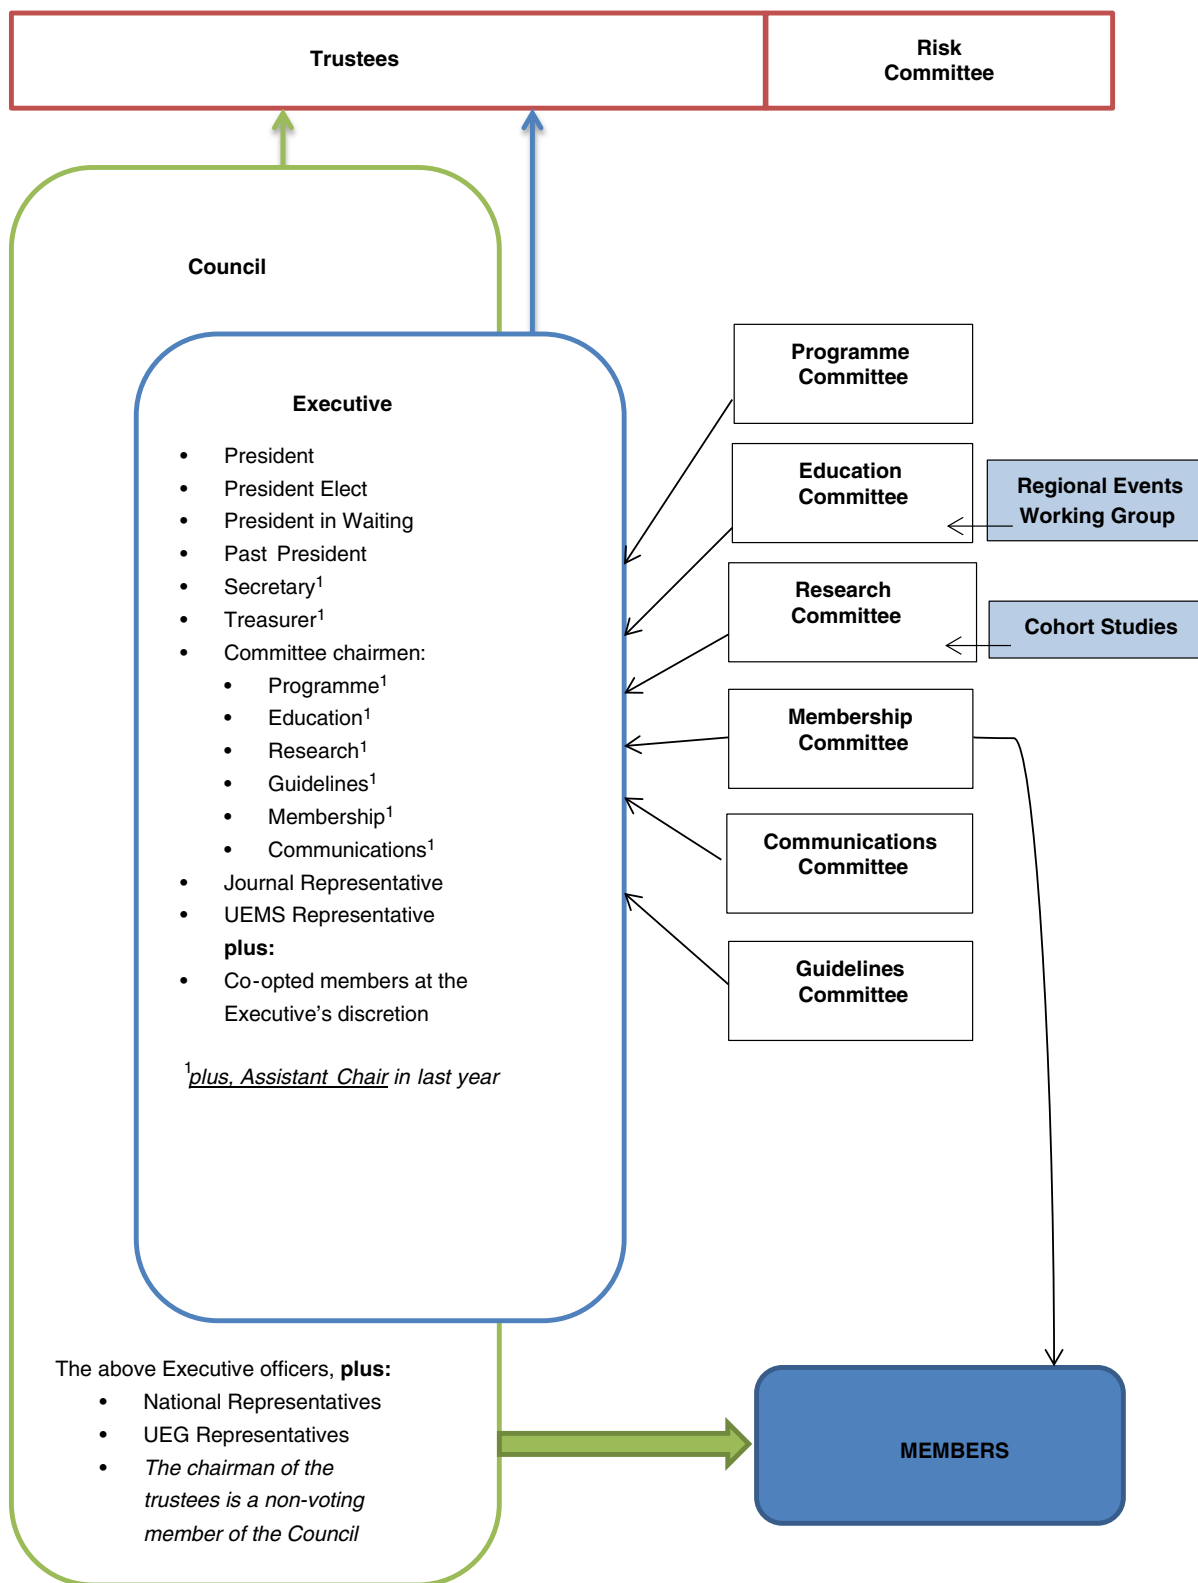 Trustees
Risk
Committee
Council
Executive
• President
• President Elect
• President in Waiting
• Past President
• Secretary1
• Treasurer1
• Committee chairmen:
• Programme1
• Education1
• Research1
• Guidelines1
• Membership1
• Communications1
• Journal Representative
• UEMS Representative
plus:
• Co-opted members at the
Executive’s discretion
1plus, Assistant Chair in last year
Programme
Committee
Education
Committee
Regional Events
Working Group
Research
Committee
Cohort Studies
Membership
Committee
Communications
Committee
Guidelines
Committee
The above Executive officers, plus:
• National Representatives
• UEG Representatives
• The chairman of the
trustees is a non-voting
member of the Council
MEMBERS